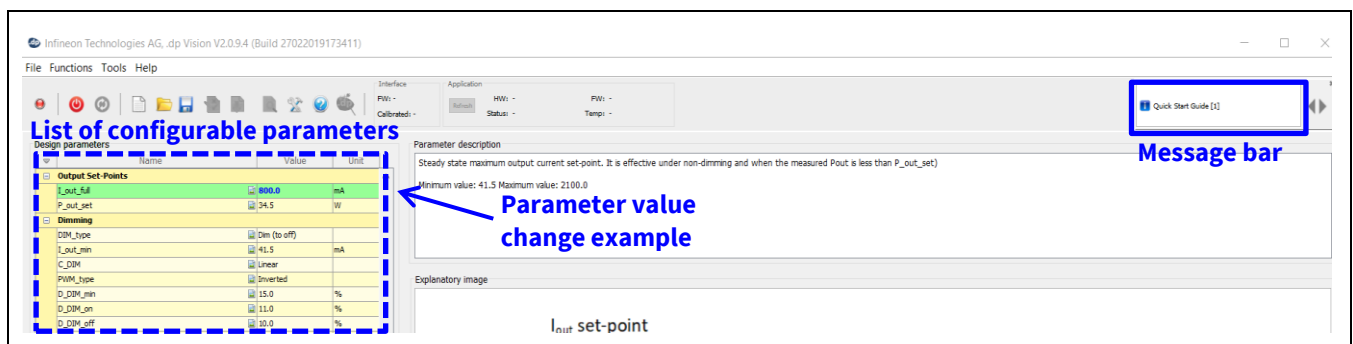 Infineon Technologies AG, .dp Vision V2.0.9.4 (Build 27022019173411)
File Functions Tools Help
Interface
FW: -
Calibrated: -
Application
Refresh
HW: -
Status: -
FW: -
Temp: -
Quick Start Guide [1]
List of configurable parameters
Message bar
Design parameters
Name Value Unit
Output Set-Points
I_out_full 800.0 mA
P_out_set 34.5 W
Dimming
DIM_type Dim (to off)
I_out_min 41.5 mA
C_DIM Linear
PWM_type Inverted
D_DIM_min 15.0 %
D_DIM_on 11.0 %
D_DIM_off 10.0 %
Parameter description
Steady state maximum output current set-point. It is effective under non-dimming and when the measured Pout is less than P_out_set)
Minimum value: 41.5 Maximum value: 2100.0
Parameter value
change example
Explanatory image
Iout set-point